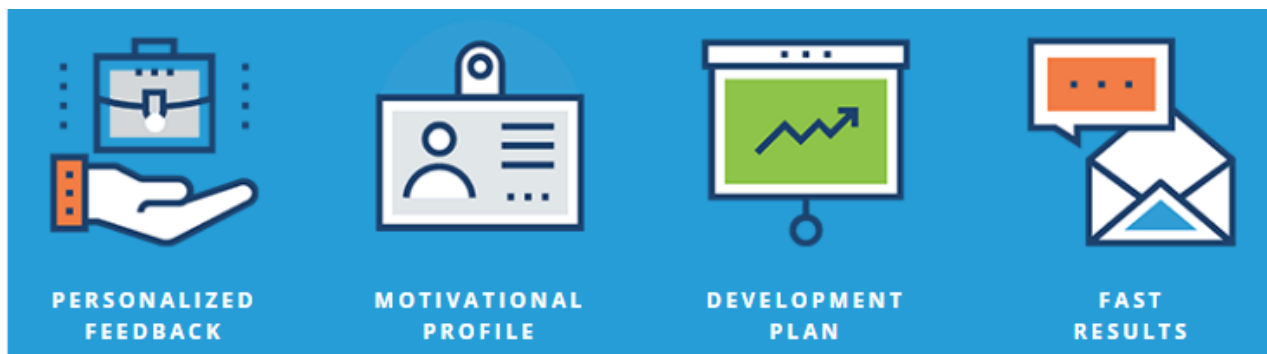 PERSONALIZED
FEEDBACK
MOTIVATIONAL
PROFILE
DEVELOPMENT
PLAN
FAST
RESULTS